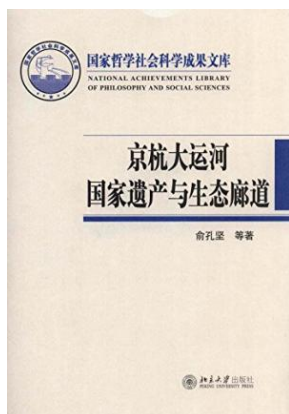 国家哲学社会科学成果文库
NATIONAL ACHIEVEMENTS LIBRARY
OF PHILOSOPHY AND SOCIAL SCIENCES
京杭大运河
国家遗产与生态廊道
俞孔坚 等著
北京大学出版社
PEKING UNIVERSITY PRESS